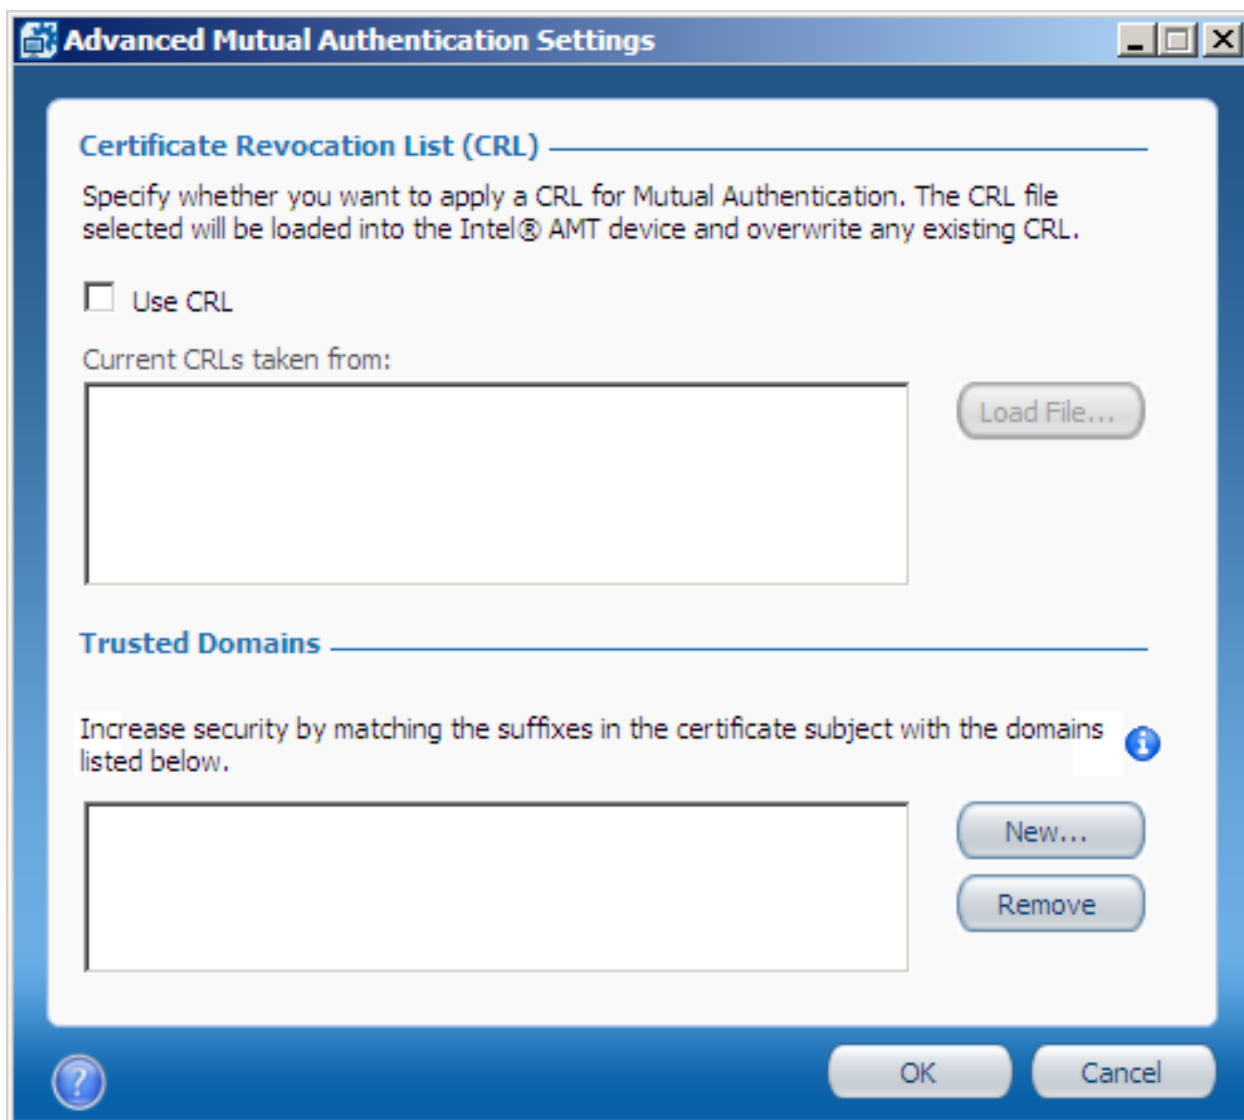 Advanced Mutual Authentication Settings
Certificate Revocation List (CRL)
Specify whether you want to apply a CRL for Mutual Authentication. The CRL file
selected will be loaded into the Intel® AMT device and overwrite any existing CRL.
Use CRL
Current CRLs taken from:
Load File...
Trusted Domains
Increase security by matching the suffixes in the certificate subject with the domains
listed below.
New...
Remove
OK
Cancel